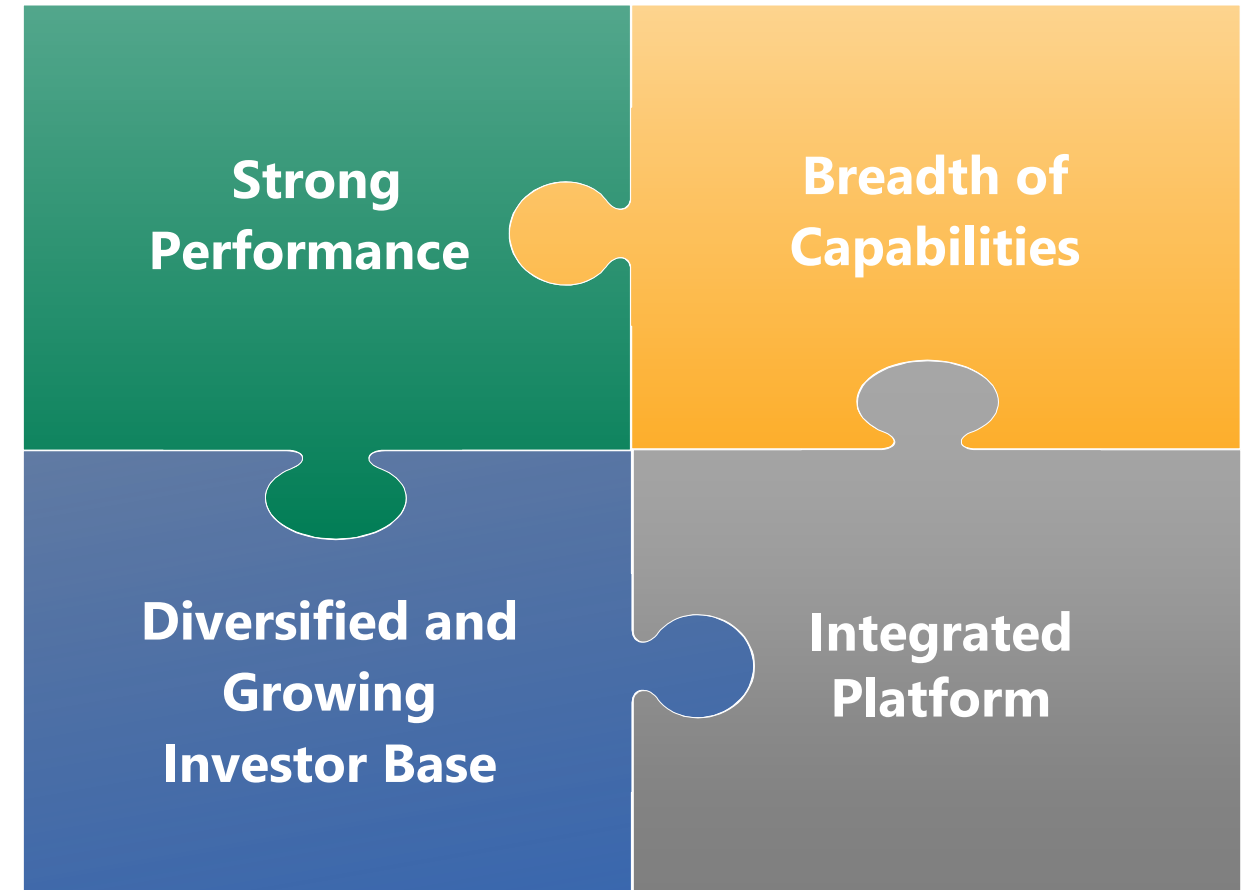 Strong
Performance
Breadth of
Capabilities
Diversified and
Growing
Investor Base
Integrated
Platform